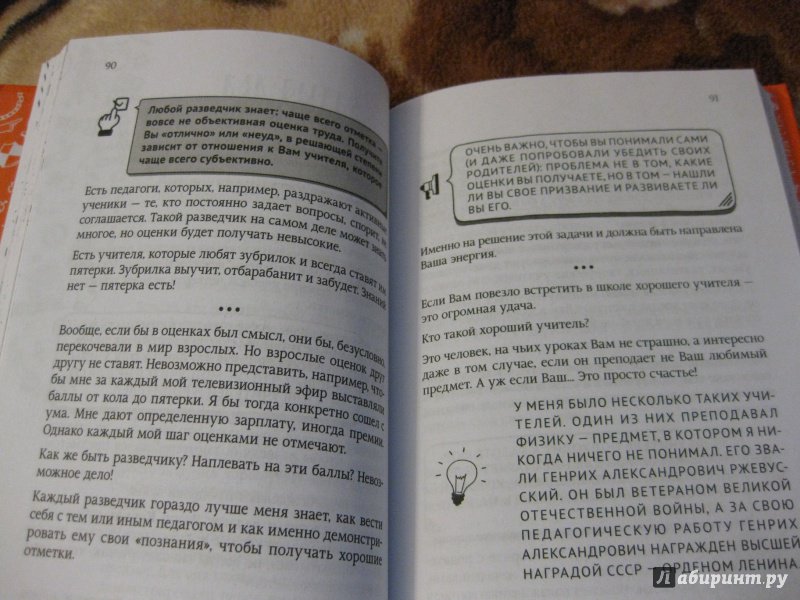 90
Любой разведчик знает: чаще всего отметка –
вовсе не объективная оценка труда. Получите
Вы «отлично» или «неуд», в решающей степени
зависит от отношения к Вам учителя, которое
чаще всего субъективно.
Есть педагоги, которых, например, раздражают активные
ученики – те, кто постоянно задает вопросы, спорит, не
соглашается. Такой разведчик на самом деле может знать
многое, но оценки будет получать невысокие.
Есть учителя, которые любят зубрилок и всегда ставят им
пятерки. Зубрилка выучит, отбарабанит и забудет. Знаний
нет – пятерка есть!
•••
Вообще, если бы в оценках был смысл, они бы, безусловно,
перекочевали в мир взрослых. Но взрослые оценок друг
другу не ставят. Невозможно представить, например, что-
бы мне за каждый мой телевизионный эфир выставляли
баллы от кола до пятерки. Я бы тогда конкретно сошел с
ума. Мне дают определенную зарплату, иногда премии.
Однако каждый мой шаг оценками не отмечают.
Как же быть разведчику? Наплевать на эти баллы? Невоз-
можное дело!
Каждый разведчик гораздо лучше меня знает, как вести
себя с тем или иным педагогом и как именно демонстри-
ровать ему свои «познания», чтобы получать хорошие
отметки.
91
ОЧЕНЬ ВАЖНО, ЧТОБЫ ВЫ ПОНИМАЛИ САМИ
(И ДАЖЕ ПОПРОБОВАЛИ УБЕДИТЬ СВОИХ
РОДИТЕЛЕЙ): ПРОБЛЕМА НЕ В ТОМ, КАКИЕ
ОЦЕНКИ ВЫ ПОЛУЧАЕТЕ, НО В ТОМ – НАШЛИ
ЛИ ВЫ СВОЕ ПРИЗВАНИЕ И РАЗВИВАЕТЕ ЛИ
ВЫ ЕГО.
Именно на решение этой задачи и должна быть направлена
Ваша энергия.
•••
Если Вам повезло встретить в школе хорошего учителя –
это огромная удача.
Кто такой хороший учитель?
Это человек, на чьих уроках Вам не страшно, а интересно
даже в том случае, если он преподает не Ваш любимый
предмет. А уж если Ваш... Это просто счастье!
У МЕНЯ БЫЛО НЕСКОЛЬКО ТАКИХ УЧИ-
ТЕЛЕЙ. ОДИН ИЗ НИХ ПРЕПОДАВАЛ
ФИЗИКУ – ПРЕДМЕТ, В КОТОРОМ Я НИ-
КОГДА НИЧЕГО НЕ ПОНИМАЛ. ЕГО ЗВА-
ЛИ ГЕНРИХ АЛЕКСАНДРОВИЧ РЖЕВУС-
СКИЙ. ОН БЫЛ ВЕТЕРАНОМ ВЕЛИКОЙ
ОТЕЧЕСТВЕННОЙ ВОЙНЫ, А ЗА СВОЮ
ПЕДАГОГИЧЕСКУЮ РАБОТУ ГЕНРИХ
АЛЕКСАНДРОВИЧ НАГРАЖДЕН ВЫСШЕЙ
НАГРАДОЙ СССР – ОРДЕНОМ ЛЕНИНА.
Лабиринт.ру